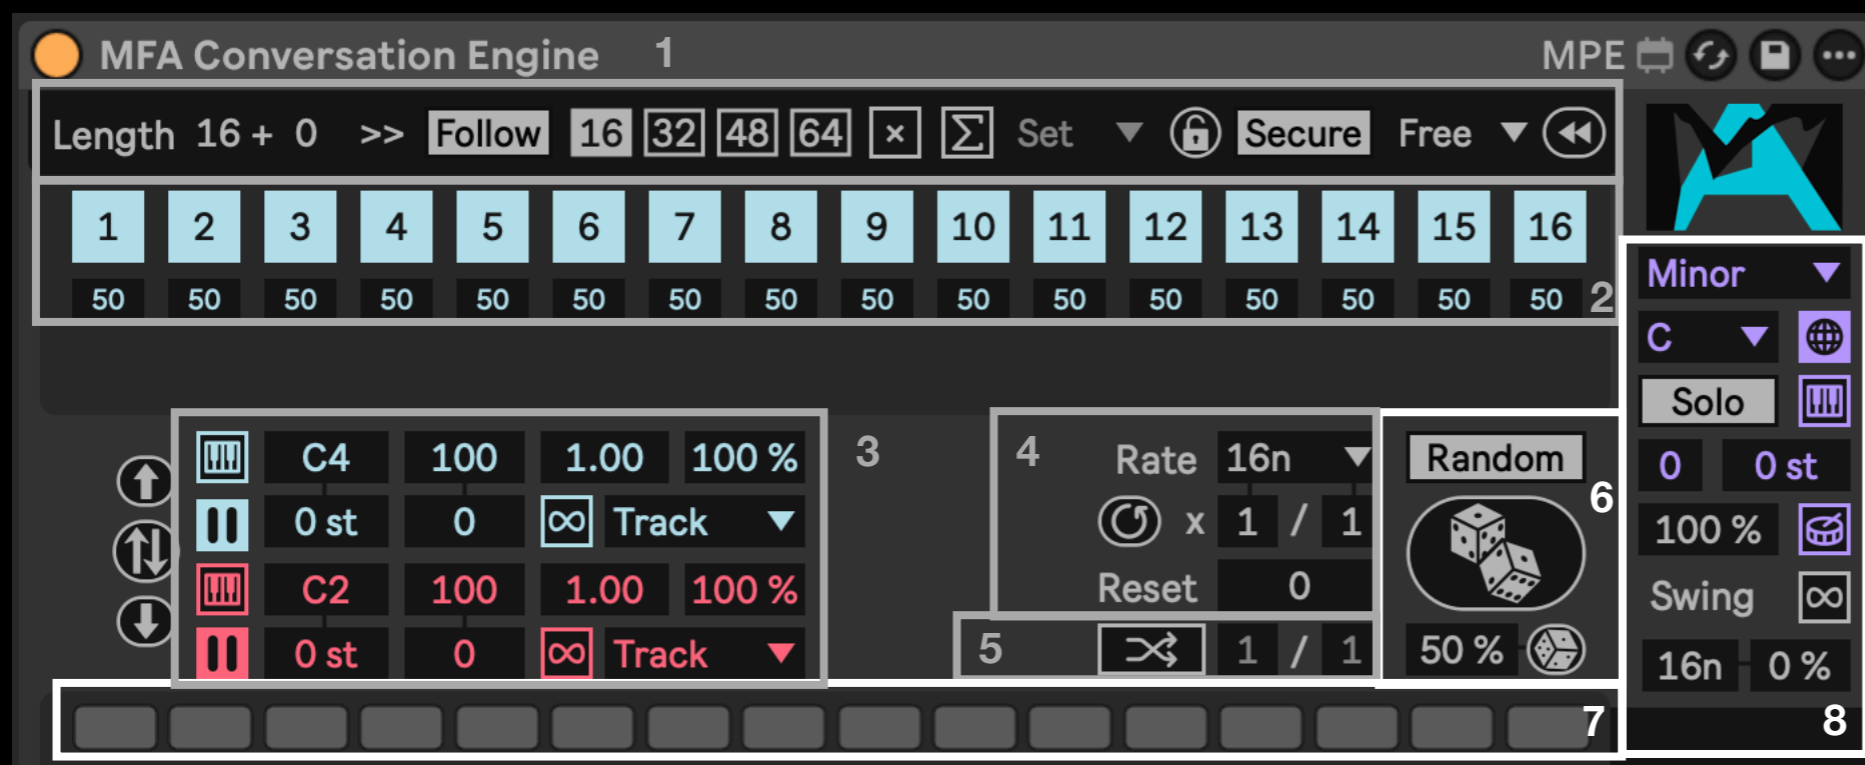 MFA Conversation Engine 1 MPE
Length 16 + 0 >> Follow 16 32 48 64 × Σ Set Secure Free
1 2 3 4 5 6 7 8 9 10 11 12 13 14 15 16
50 50 50 50 50 50 50 50 50 50 50 50 50 50 50 50 2
Minor
C
Solo
0 0 st
100 %
Swing ∞
16n 0 %
8
C4 100 1.00 100 % 3
0 st 0 ∞ Track
C2 100 1.00 100 %
0 st 0 ∞ Track
4 Rate 16n
x 1 / 1
Reset 0
5 1 / 1
Random
6
50 %
7